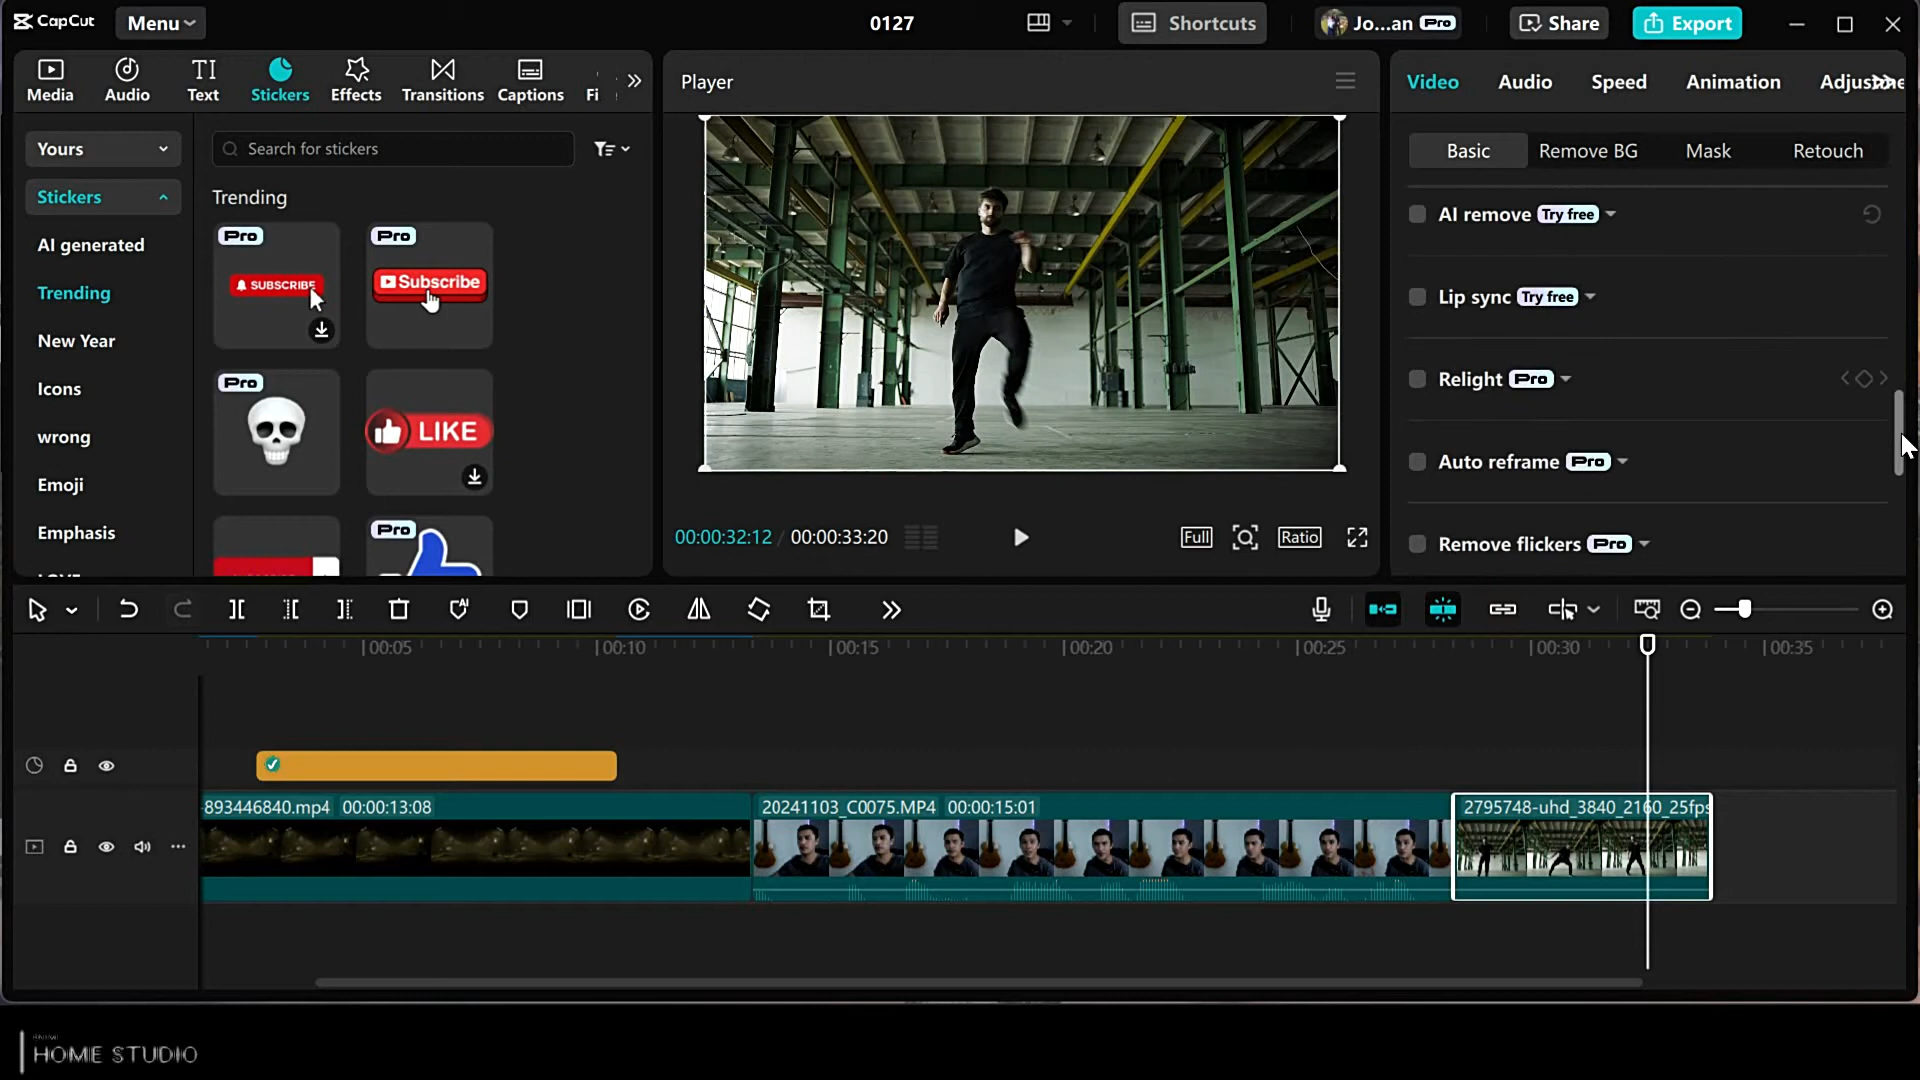 CapCut
Menu
0127
Shortcuts
Jo...an Pro
Share
Export
Media
Audio
TI
Text
Stickers
Effects
Transitions
Captions
Fi
Player
Video
Audio
Speed
Animation
Yours
Search for stickers
Basic
Remove BG
Mask
Retouch
Stickers
Trending
AI remove Try free
AI generated
Pro
SUBSCRIBE
Pro
Subscribe
Trending
Lip sync Try free
New Year
Relight Pro
Icons
Pro
LIKE
wrong
Auto reframe Pro
Emoji
Emphasis
Pro
00:00:32:12 / 00:00:33:20
Full
Ratio
Remove flickers Pro
00:05
00:10
00:15
00:20
00:25
00:30
00:35
-893446840.mp4 00:00:13:08
20241103_C0075.MP4 00:00:15:01
2795748-uhd_3840_2160_25fps
HOME STUDIO